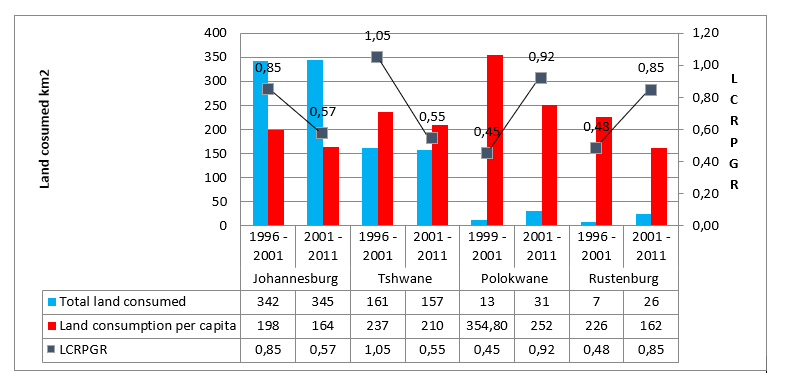 400
350
300
250
200
150
100
50
0
Land cosumed km2
1,20
1,00
0,80
0,60
0,40
0,20
0,00
L
C
R
P
G
R
0,85
0,57
1,05
0,55
0,45
0,92
0,48
0,85
1996 - 2001 - 1996 - 2001 - 1999 - 2001 - 1996 - 2001 -
2001 2011 2001 2011 2001 2011 2001 2011
Johannesburg Tshwane Polokwane Rustenburg
Total land consumed 342 345 161 157 13 31 7 26
Land consumption per capita 198 164 237 210 354,80 252 226 162
LCRPGR 0,85 0,57 1,05 0,55 0,45 0,92 0,48 0,85